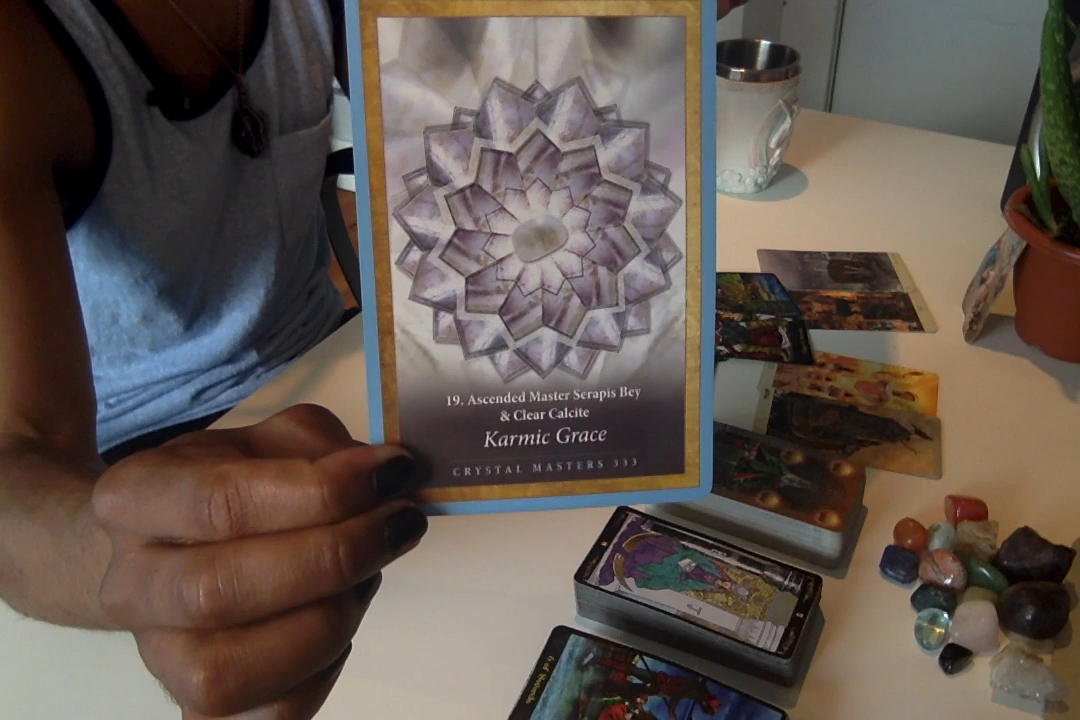 19. Ascended Master Serapis Bey
& Clear Calcite
Karmic Grace
CRYSTAL MASTERS 333